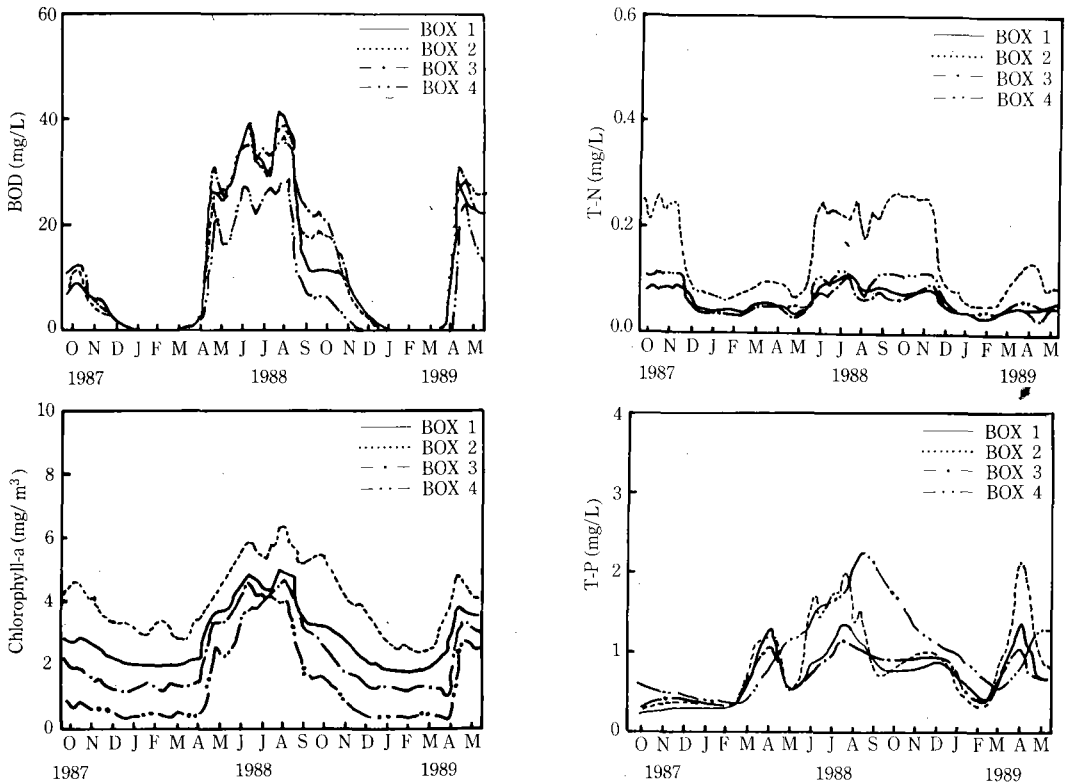 BOD (mg/L)
60
40
20
0
BOX 1
BOX 2
BOX 3
BOX 4
O N D J F M A M J J A S O N D J F M A M
1987 1988 1989
T-N (mg/L)
0.6
0.4
0.2
0.0
BOX 1
BOX 2
BOX 3
BOX 4
O N D J F M A M J J A S O N D J F M A M
1987 1988 1989
Chlorophyll-a (mg/m³)
10
8
6
4
2
0
BOX 1
BOX 2
BOX 3
BOX 4
O N D J F M A M J J A S O N D J F M A M
1987 1988 1989
T-P (mg/L)
4
3
2
1
0
BOX 1
BOX 2
BOX 3
BOX 4
O N D J F M A M J J A S O N D J F M A M
1987 1988 1989